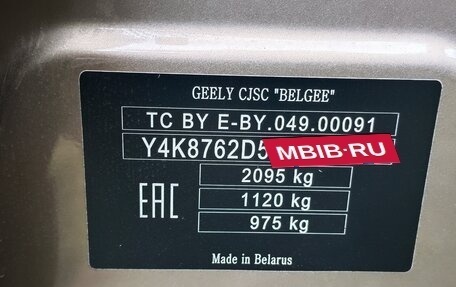 GEELY CJSC "BELGEE"
TC BY E-BY.049.00091
Y4K8762D5
MBIB.RU
2095 kg
EAC 1120 kg
975 kg
Made in Belarus